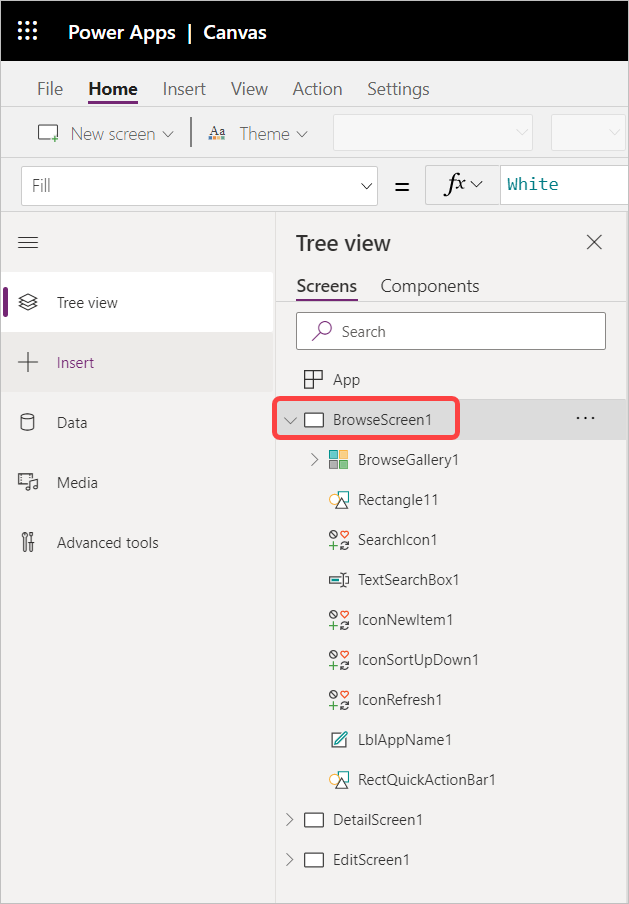 Power Apps | Canvas
File Home Insert View Action Settings
New screen Aa Theme
Fill = fx White
Tree view
Screens Components
Tree view
Search
Insert
App
Data
BrowseScreen1 ...
Media
BrowseGallery1
Advanced tools
Rectangle11
SearchIcon1
TextSearchBox1
IconNewItem1
IconSortUpDown1
IconRefresh1
LblAppName1
RectQuickActionBar1
DetailScreen1
EditScreen1